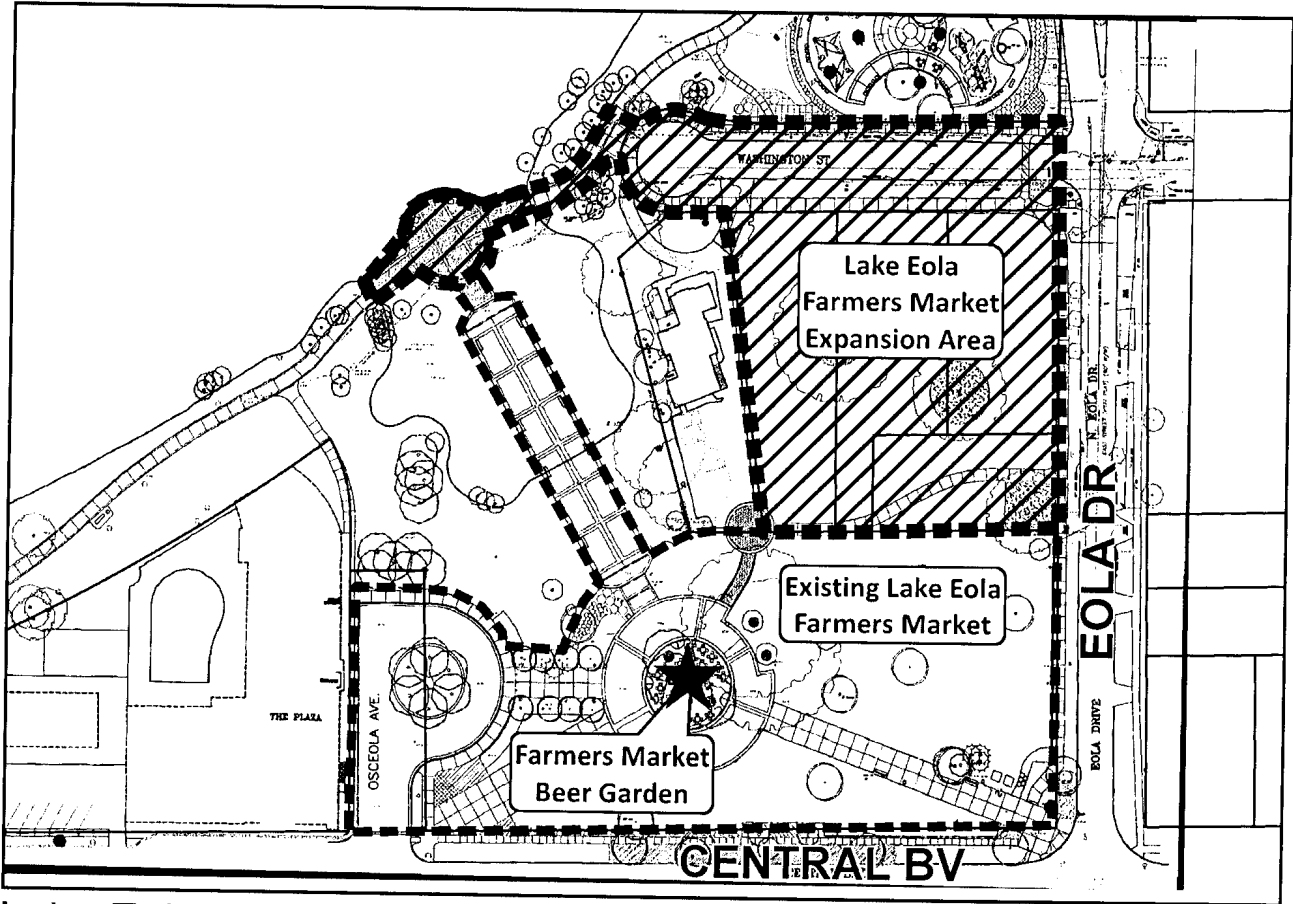 WASHINGTON ST
Lake Eola
Farmers Market
Expansion Area
N. EOLA DR.
EOLA DR
Existing Lake Eola
Farmers Market
THE PLAZA
OSCEOLA AVE.
EOLA DRIVE
Farmers Market
Beer Garden
CENTRAL BV